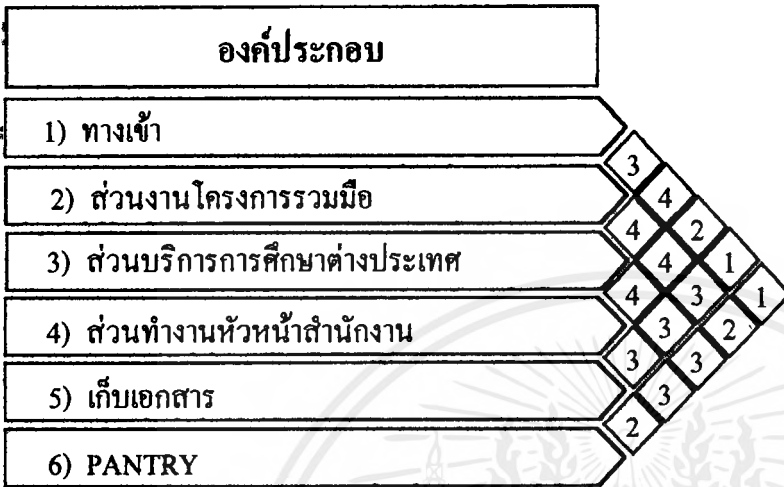 องค์ประกอบ
1) ทางเข้า
3
2) ส่วนงานโครงการรวมมือ 4
4 2
3) ส่วนบริการการศึกษาต่างประเทศ 4 1
4 3 1
4) ส่วนทำงานหัวหน้าสำนักงาน 3 2
3 3
5) เก็บเอกสาร 3
2
6) PANTRY